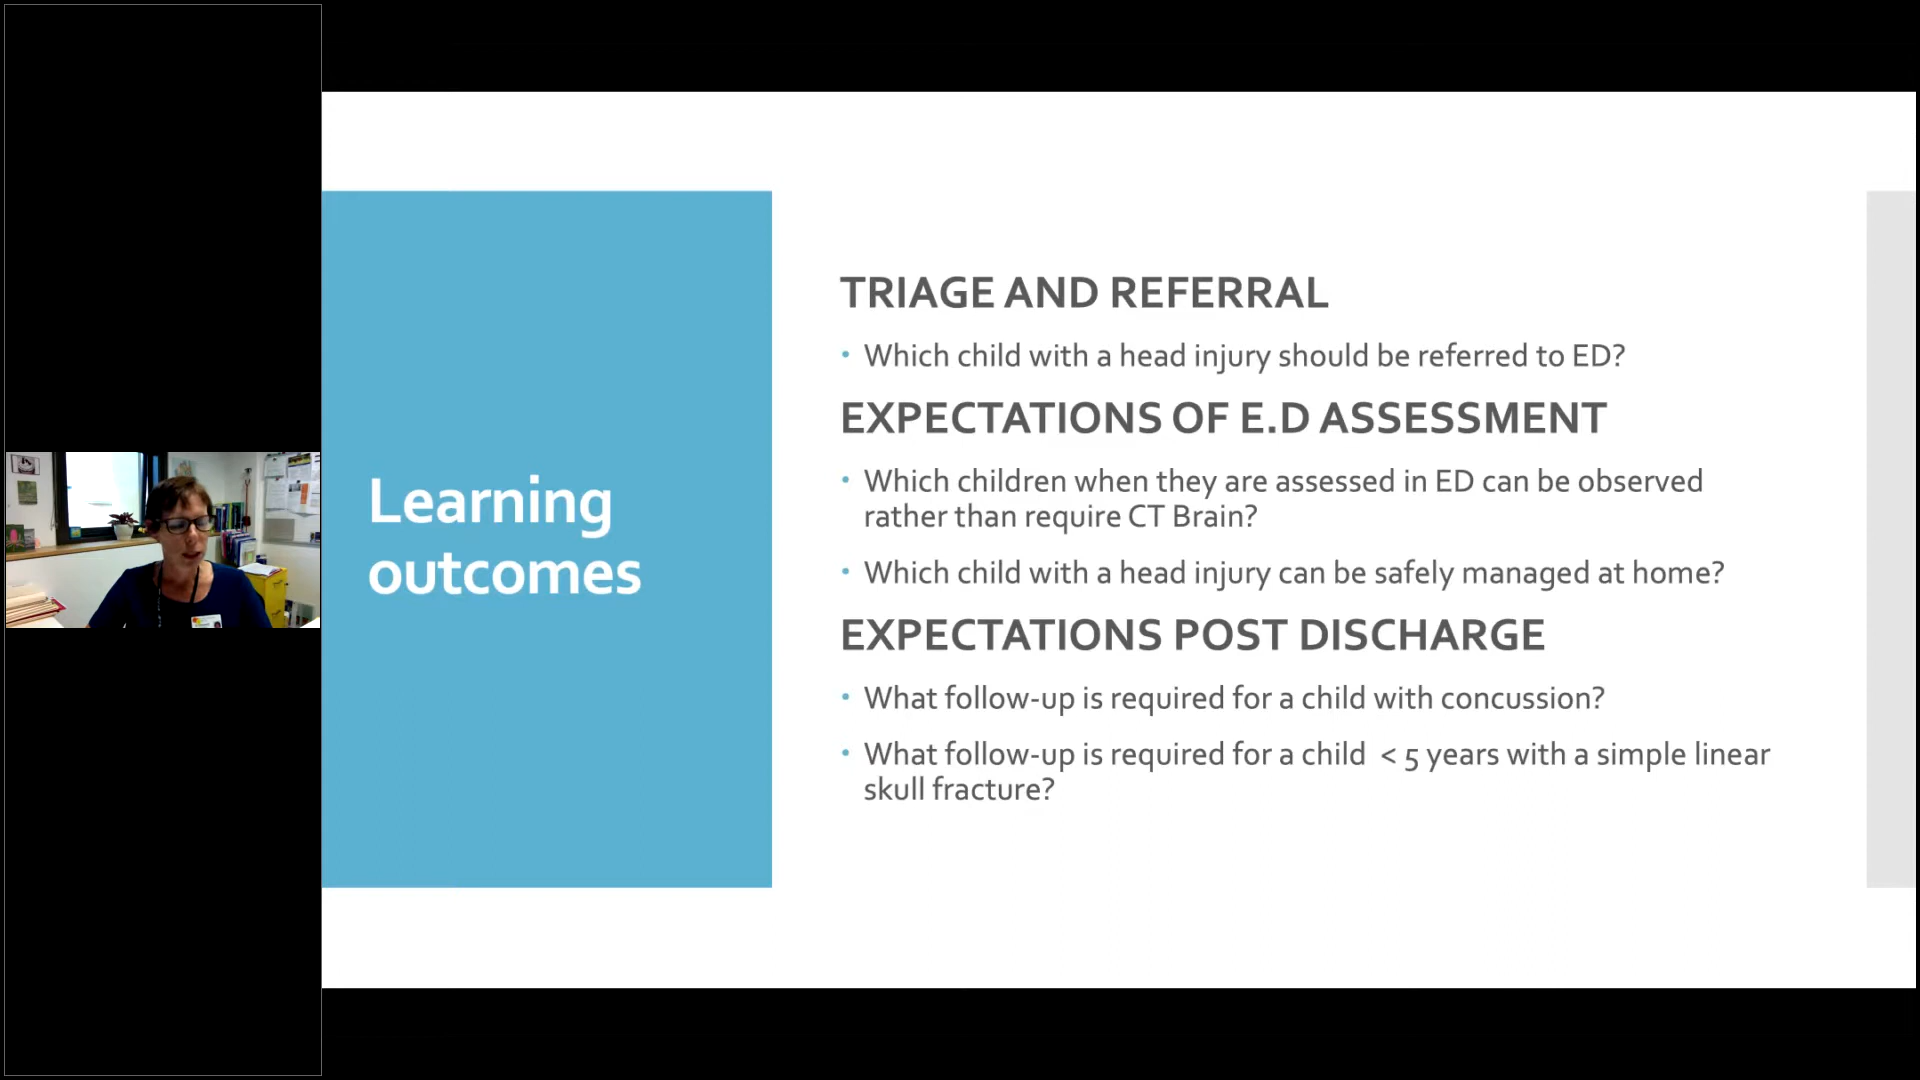 Learning
outcomes
TRIAGE AND REFERRAL
• Which child with a head injury should be referred to ED?
EXPECTATIONS OF E.D ASSESSMENT
• Which children when they are assessed in ED can be observed
rather than require CT Brain?
• Which child with a head injury can be safely managed at home?
EXPECTATIONS POST DISCHARGE
• What follow-up is required for a child with concussion?
• What follow-up is required for a child < 5 years with a simple linear
skull fracture?